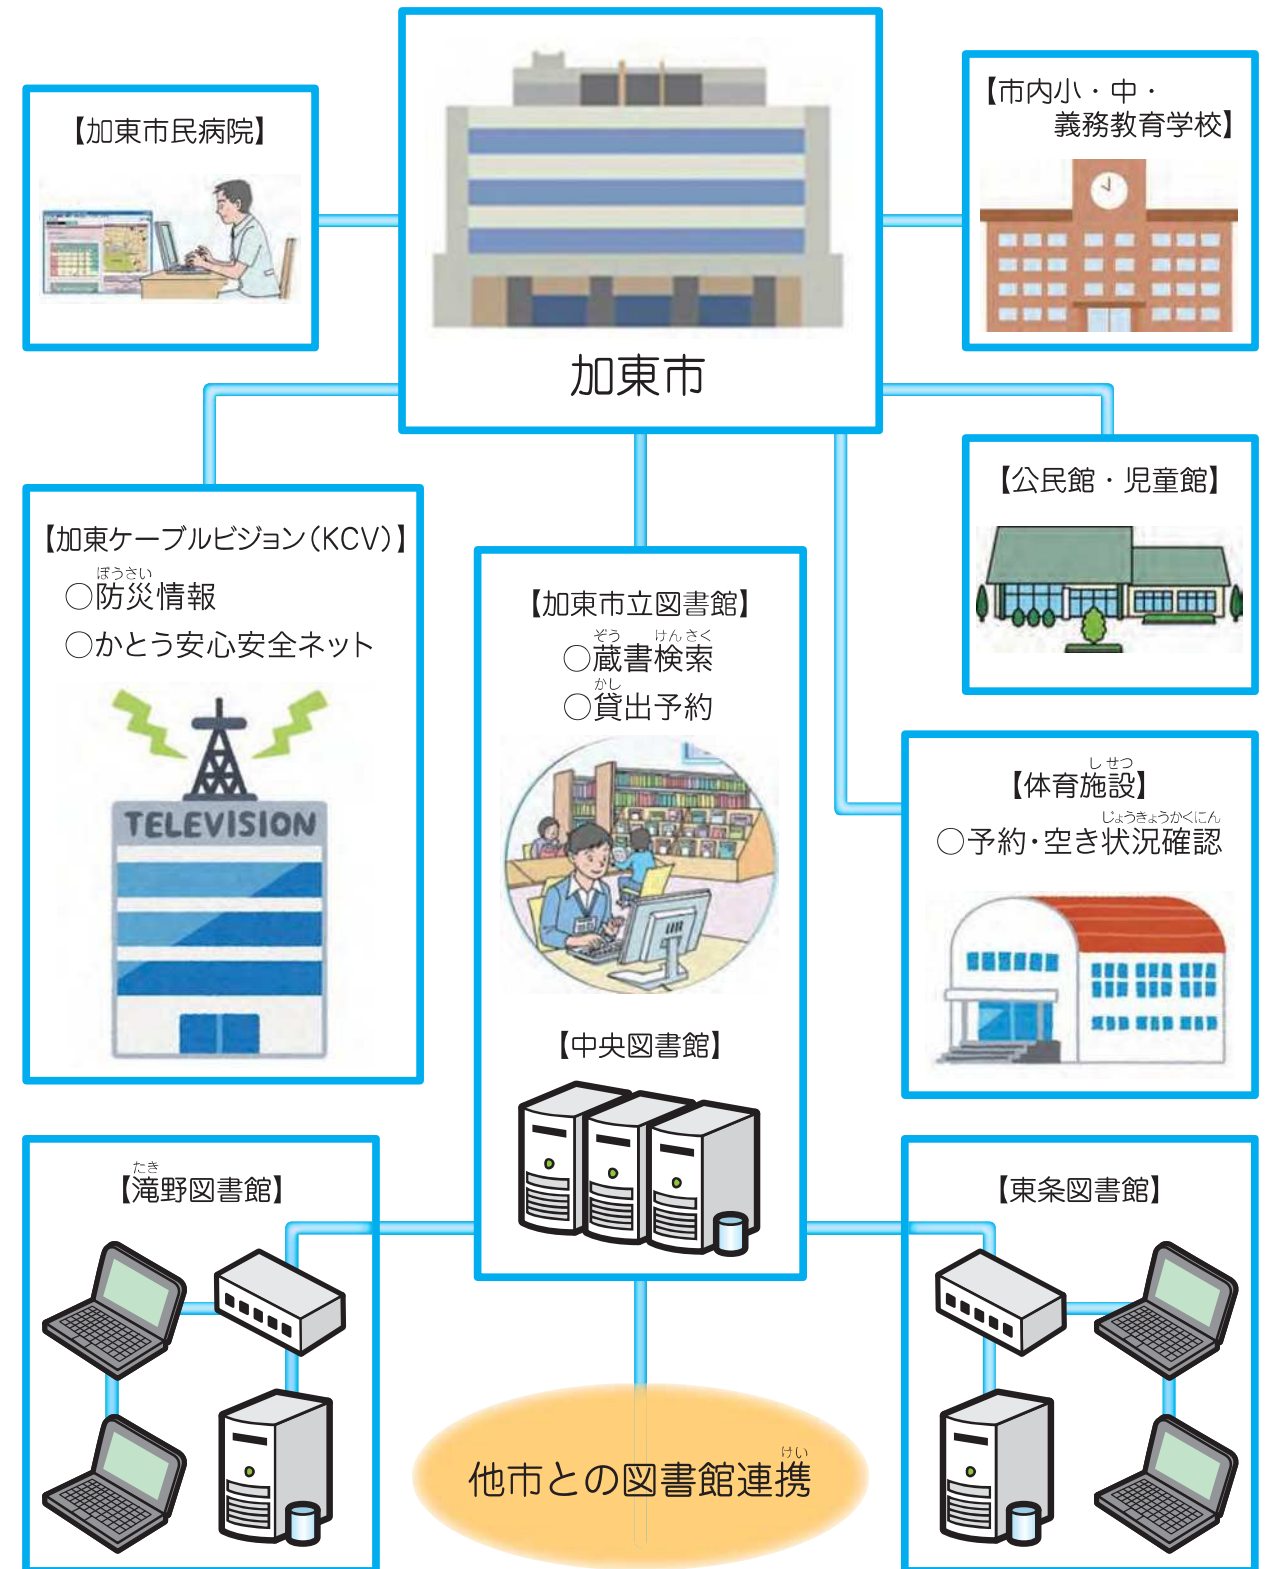 【加東市民病院】
加東市
【市内小・中・
義務教育学校】
【公民館・児童館】
【加東ケーブルビジョン(KCV)】
ぼうさい
○防災情報
○かとう安心安全ネット
TELEVISION
【加東市立図書館】
ぞう けんさく
○蔵書検索
かし
○貸出予約
【中央図書館】
しせつ
【体育施設】
じょうきょうかくにん
○予約・空き状況確認
たき
【滝野図書館】
【東条図書館】
けい
他市との図書館連携